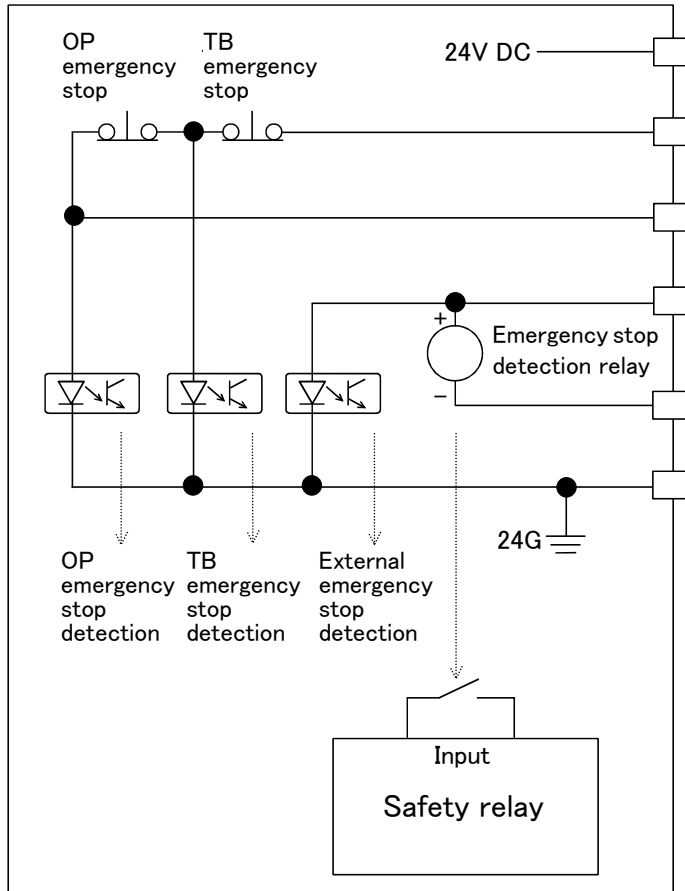 OP
emergency
stop
TB
emergency
stop
24V DC
+
Emergency stop
detection relay
−
24G
OP
emergency
stop
detection
TB
emergency
stop
detection
External
emergency
stop
detection
Input
Safety relay